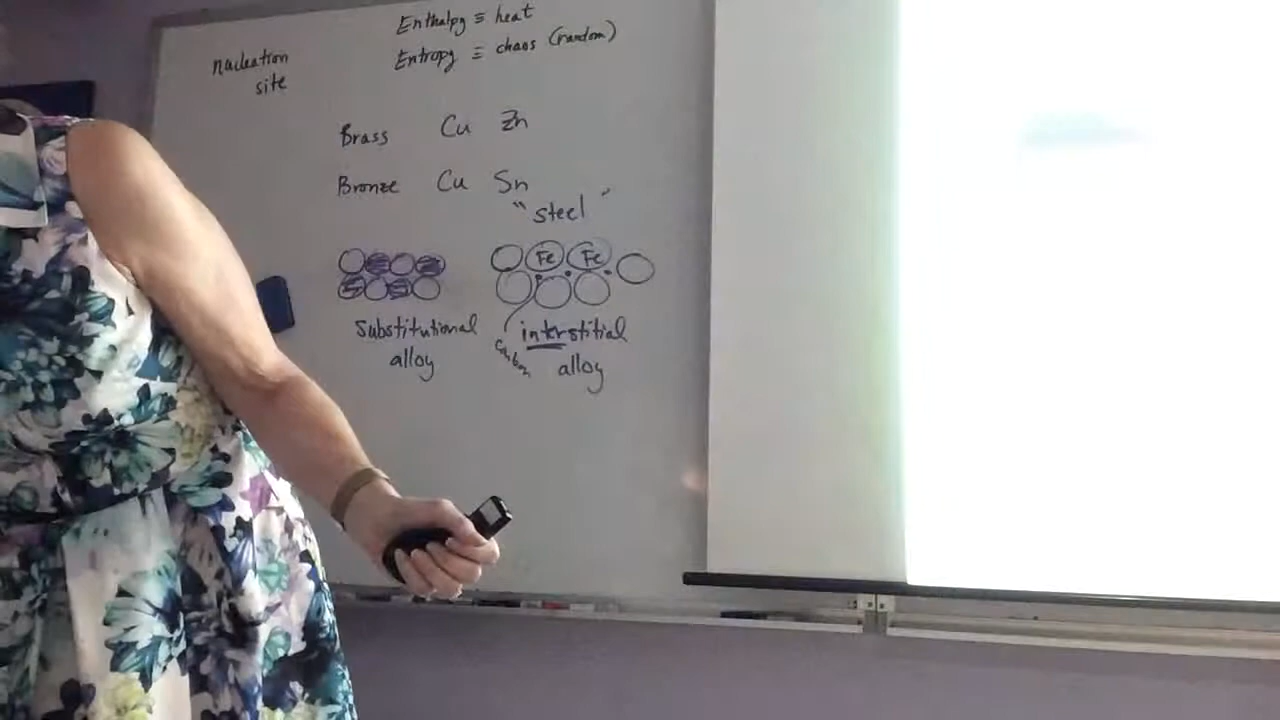 Enthalpy ≡ heat
Entropy ≡ chaos (random)
nucleation
site
Brass Cu Zn
Bronze Cu Sn
"steel"
Fe Fe
substitutional
alloy
interstitial
alloy
Carbon